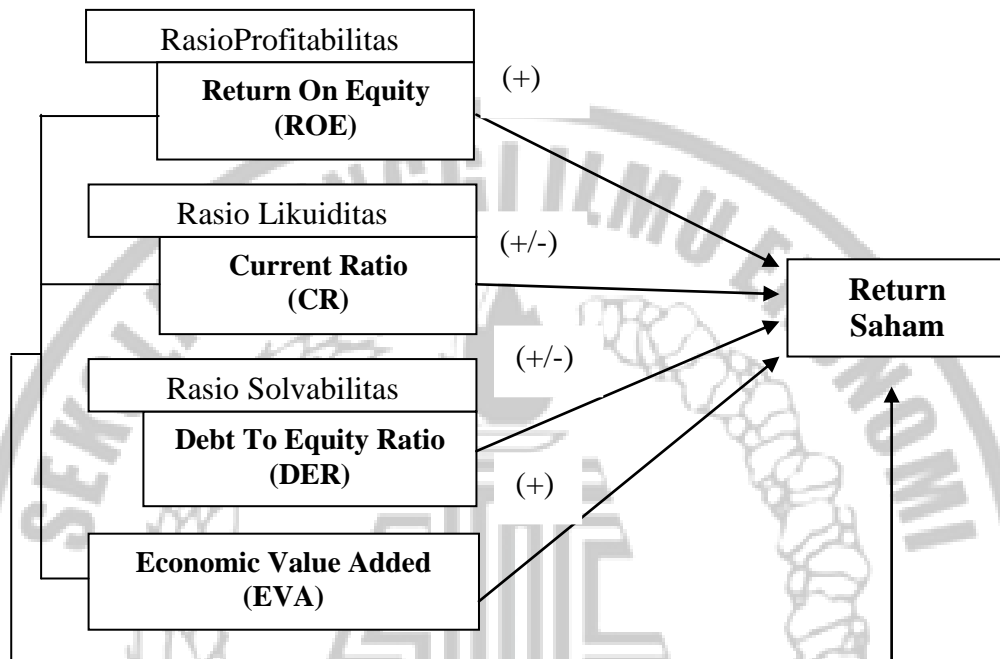 RasioProfitabilitas
Return On Equity
(ROE)
(+)
Rasio Likuiditas
Current Ratio
(CR)
(+/-)
Return
Saham
Rasio Solvabilitas
Debt To Equity Ratio
(DER)
(+/-)
Economic Value Added
(EVA)
(+)